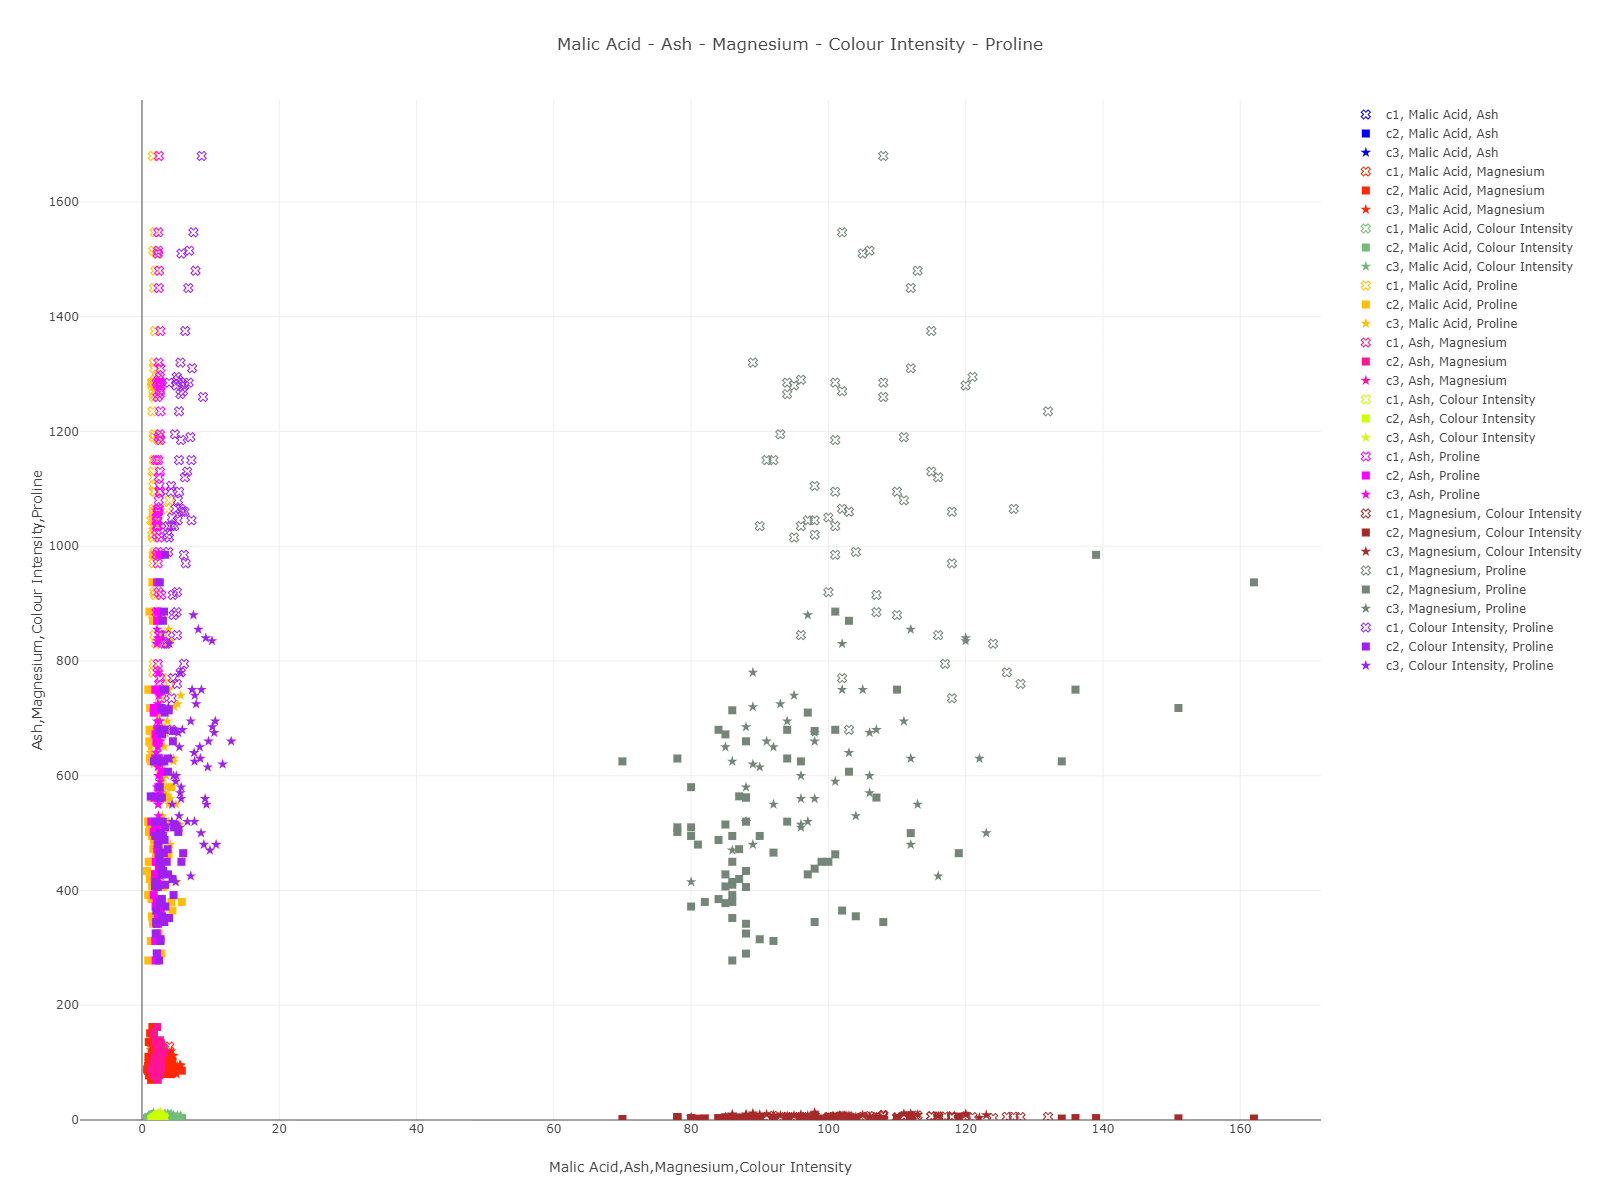 Malic Acid - Ash - Magnesium - Colour Intensity - Proline
Ash,Magnesium,Colour Intensity,Proline
1600
1400
1200
1000
800
600
400
200
0
0 20 40 60 80 100 120 140 160
Malic Acid,Ash,Magnesium,Colour Intensity
c1, Malic Acid, Ash
c2, Malic Acid, Ash
c3, Malic Acid, Ash
c1, Malic Acid, Magnesium
c2, Malic Acid, Magnesium
c3, Malic Acid, Magnesium
c1, Malic Acid, Colour Intensity
c2, Malic Acid, Colour Intensity
c3, Malic Acid, Colour Intensity
c1, Malic Acid, Proline
c2, Malic Acid, Proline
c3, Malic Acid, Proline
c1, Ash, Magnesium
c2, Ash, Magnesium
c3, Ash, Magnesium
c1, Ash, Colour Intensity
c2, Ash, Colour Intensity
c3, Ash, Colour Intensity
c1, Ash, Proline
c2, Ash, Proline
c3, Ash, Proline
c1, Magnesium, Colour Intensity
c2, Magnesium, Colour Intensity
c3, Magnesium, Colour Intensity
c1, Magnesium, Proline
c2, Magnesium, Proline
c3, Magnesium, Proline
c1, Colour Intensity, Proline
c2, Colour Intensity, Proline
c3, Colour Intensity, Proline